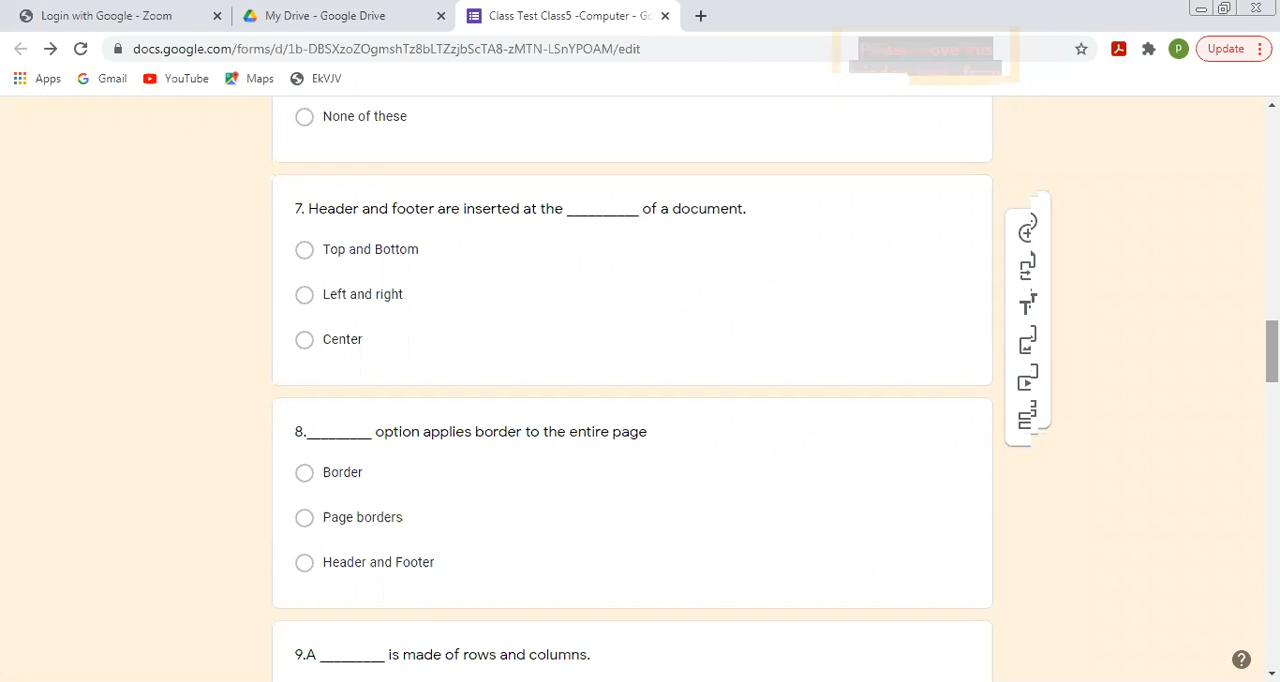 Login with Google - Zoom
My Drive - Google Drive
Class Test Class5 -Computer - Go
docs.google.com/forms/d/1b-DBSXzoZOgmshTz8bLTZzjbScTA8-zMTN-LSnYPOAM/edit
P
Update
Apps
Gmail
YouTube
Maps
EkVJV
None of these
7. Header and footer are inserted at the __________ of a document.
Top and Bottom
Left and right
Center
8._________ option applies border to the entire page
Border
Page borders
Header and Footer
9.A _________ is made of rows and columns.